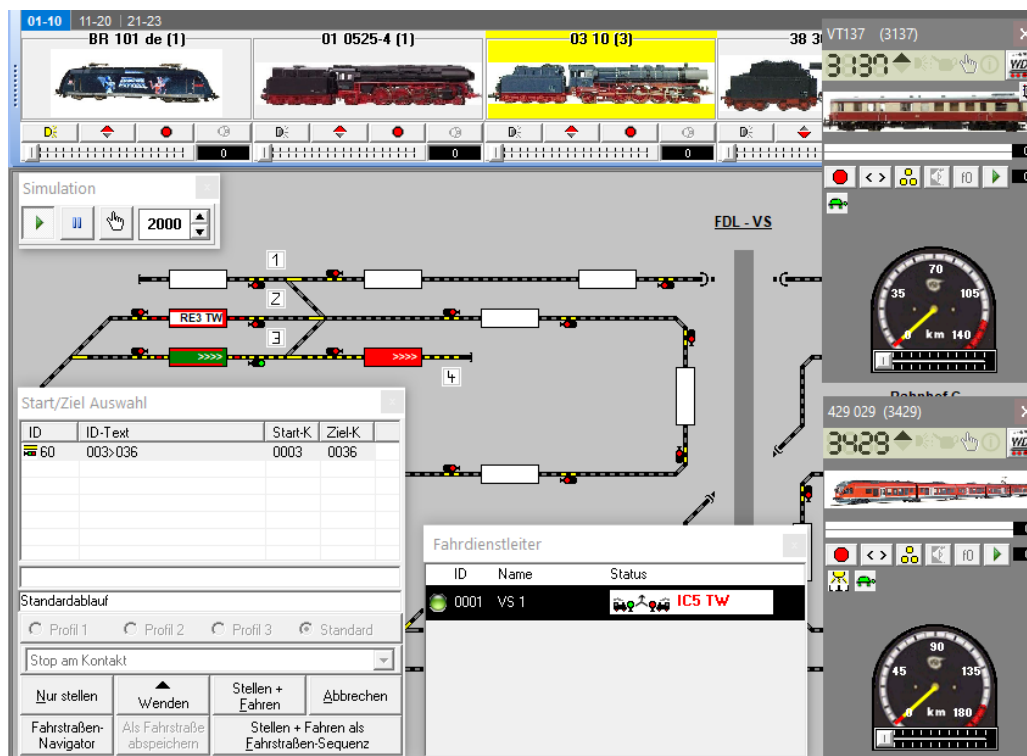 01-10 11-20 21-23
BR 101 de (1)
01 0525-4 (1)
03 10 (3)
0
0
0
VT137 (3137)
3137
WD
f0
70
35 105
0 km 140
Simulation x
2000
FDL - VS
1
2
RE3 TW
3
>>>> >>>>
4
Start/Ziel Auswahl x
ID ID-Text Start-K Ziel-K
60 003>036 0003 0036
Standardablauf
Profil 1 Profil 2 Profil 3 Standard
Stop am Kontakt
Nur stellen Wenden Stellen + Fahren Abbrechen
Fahrstraßen-Navigator Als Fahrstraße abspeichern Stellen + Fahren als Fahrstraßen-Sequenz
Fahrdienstleiter x
ID Name Status
0001 VS 1 IC5 TW
429 029 (3429)
3429
WD
f0
90
45 135
0 km 180